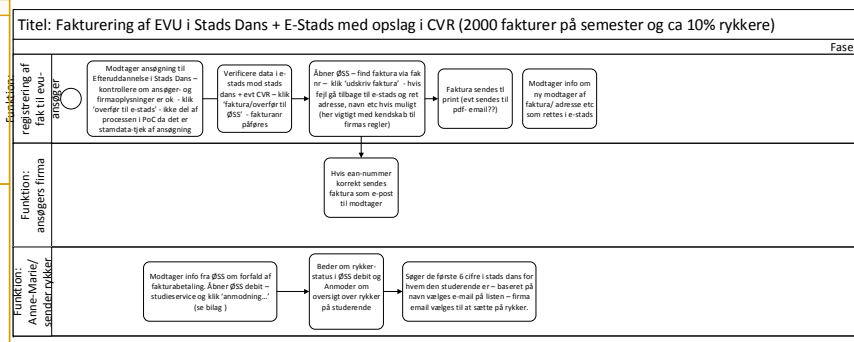 Titel: Fakturering af EVU i Stads Dans + E-Stads med opslag i CVR (2000 fakturer på semester og ca 10% rykkere)
Fase
Funktion:
registrering af
fak til evu-
ansøger
Modtager ansøgning til
Efteruddannelse i Stads Dans –
kontrollere om ansøger- og
firmaoplysninger er ok - klik
'overfør til e-stads' - ikke del af
processen i PoC da det er
stamdata-tjek af ansøgning
Verificere data i e-
stads mod stads
dans + evt CVR – klik
'faktura/overfør til
ØSS' - fakturanr
påføres
Åbner ØSS – find faktura via fak
nr – klik 'udskriv faktura' - hvis
fejl gå tilbage til e-stads og ret
adresse, navn etc hvis muligt
(her vigtigt med kendskab til
firmas regler)
Faktura sendes tl
print (evt sendes til
pdf- email??)
Modtager info om
ny modtager af
faktura/ adresse etc
som rettes i e-stads
Funktion:
ansøgers firma
Hvis ean-nummer
korrekt sendes
faktura som e-post
til modtager
Funktion:
Anne-Marie/
sender rykker
Modtager info fra ØSS om forfald af
fakturabetaling. Åbner ØSS debit –
studieservice og klik 'anmodning…'
(se bilag )
Beder om rykker-
status i ØSS debit og
Anmoder om
oversigt over rykker
på studerende
Søger de første 6 cifre i stads dans for
hvem den studerende er – baseret på
navn vælges e-mail på listen – firma
email vælges til at sætte på rykker.